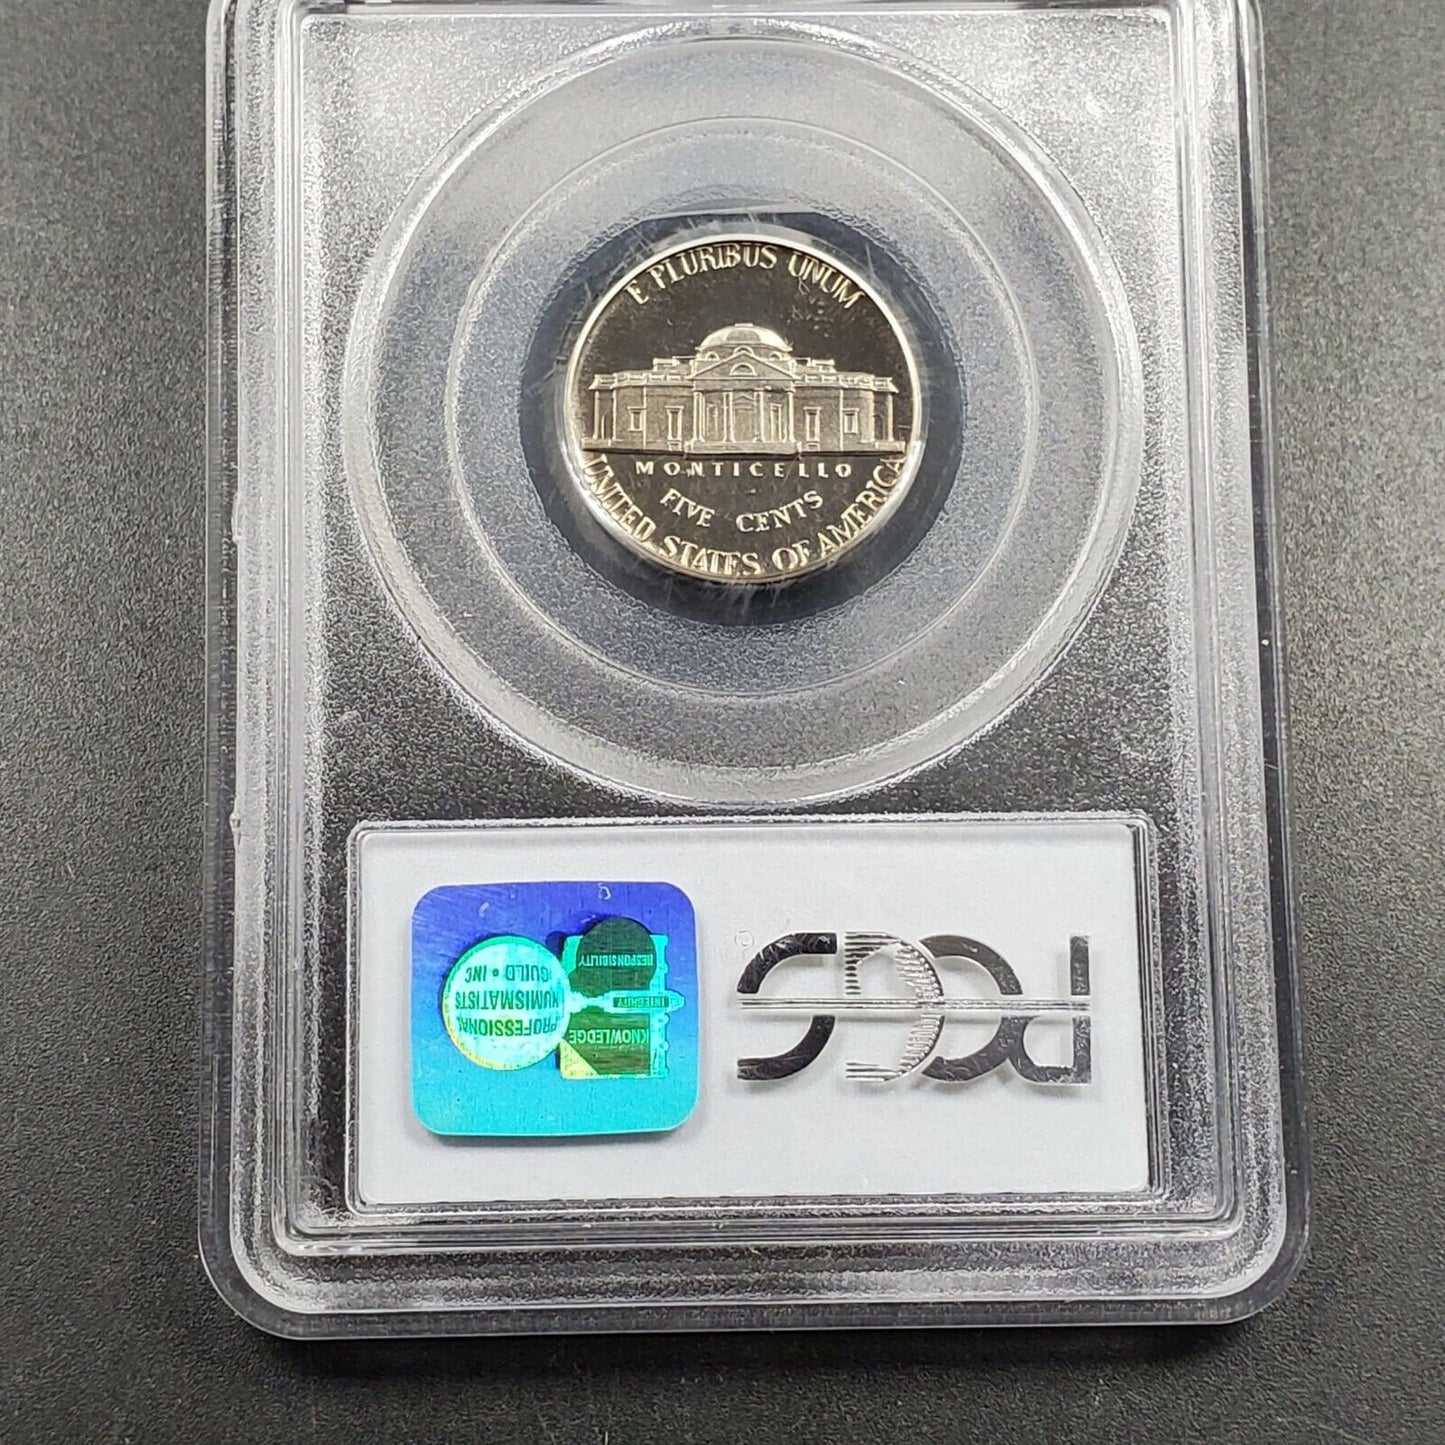 E PLURIBUS UNUM
MONTICELLO
FIVE CENTS
UNITED STATES OF AMERICA
PROFESSIONAL
NUMISMATISTS
GUILD • INC
KNOWLEDGE
INTEGRITY
RESPONSIBILITY
PCGS